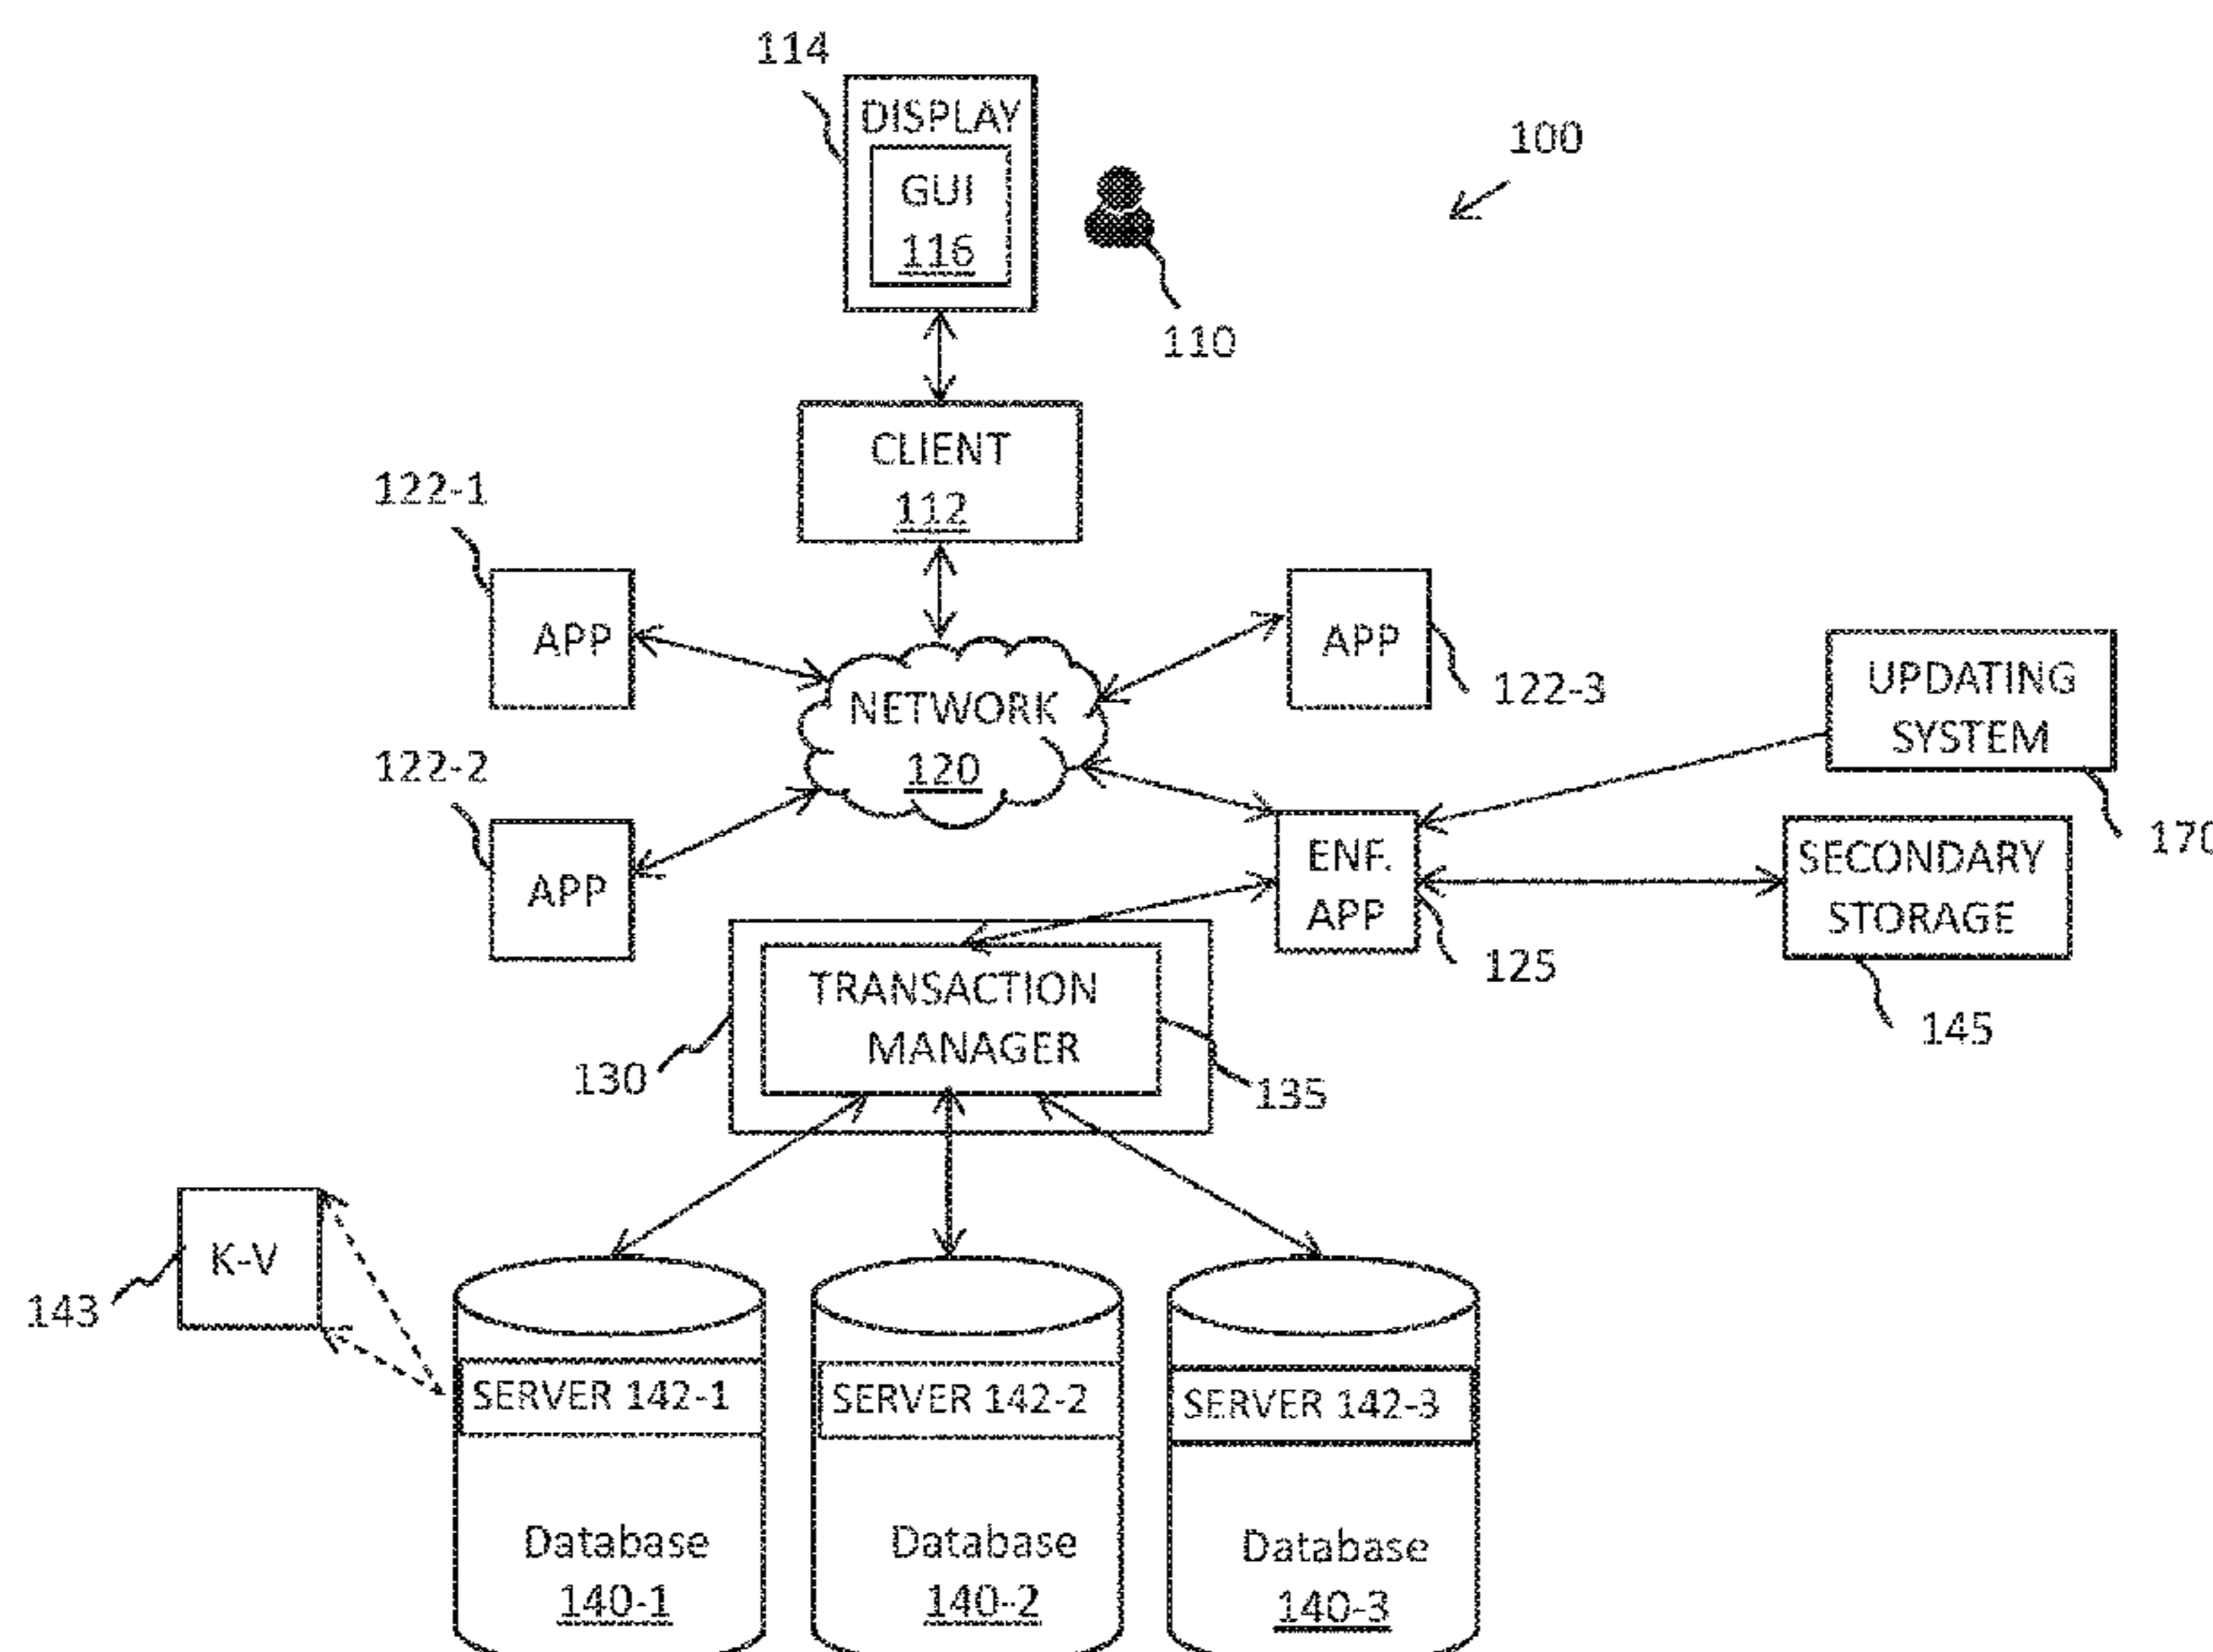 114
DISPLAY
GUI
116
100
110
CLIENT
112
122-1
APP
APP
122-3
NETWORK
120
UPDATING
SYSTEM
170
122-2
APP
ENF.
APP
125
SECONDARY
STORAGE
145
TRANSACTION
MANAGER
130
135
K-V
143
SERVER 142-1
SERVER 142-2
SERVER 142-3
Database
140-1
Database
140-2
Database
140-3